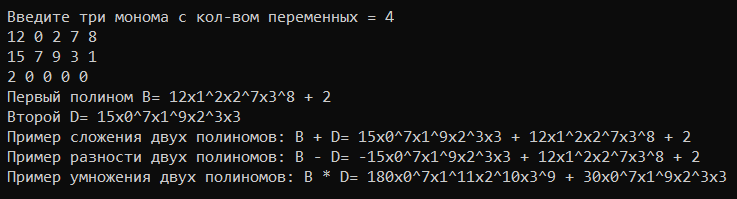 Введите три монома с кол-вом переменных = 4
12 0 2 7 8
15 7 9 3 1
2 0 0 0 0
Первый полином B= 12x1^2x2^7x3^8 + 2
Второй D= 15x0^7x1^9x2^3x3
Пример сложения двух полиномов: B + D= 15x0^7x1^9x2^3x3 + 12x1^2x2^7x3^8 + 2
Пример разности двух полиномов: B - D= -15x0^7x1^9x2^3x3 + 12x1^2x2^7x3^8 + 2
Пример умножения двух полиномов: B * D= 180x0^7x1^11x2^10x3^9 + 30x0^7x1^9x2^3x3